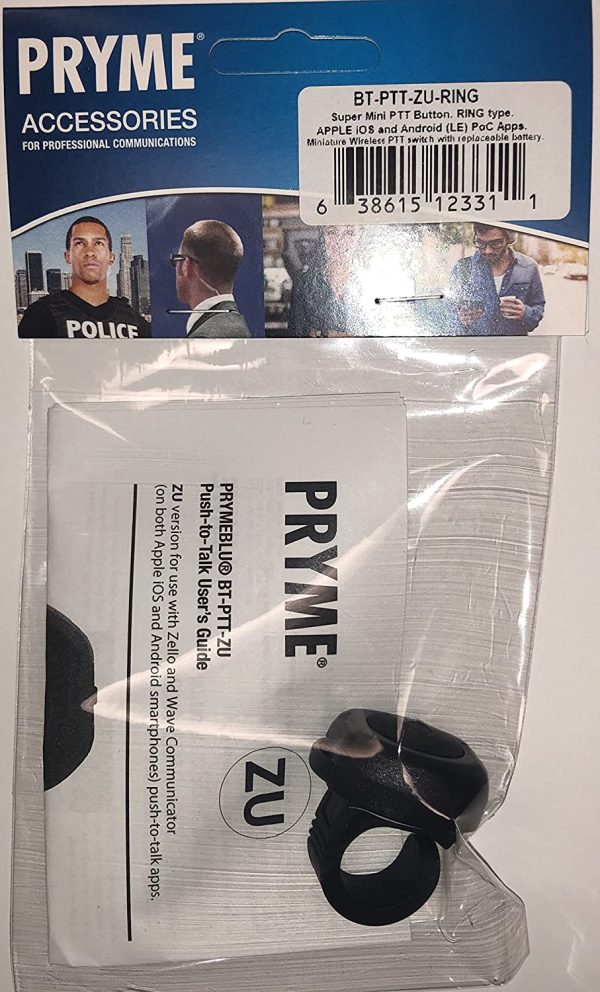 PRYME®
ACCESSORIES
FOR PROFESSIONAL COMMUNICATIONS
BT-PTT-ZU-RING
Super Mini PTT Button. RING type.
APPLE iOS and Android (LE) PoC Apps.
Miniature Wireless PTT switch with replaceable battery.
6 38615 12331 1
POLICE
PRYME®
PRYMEBLU® BT-PTT-ZU
Push-to-Talk User's Guide
ZU version for use with Zello and Wave Communicator
(on both Apple iOS and Android smartphones) push-to-talk apps.
ZU